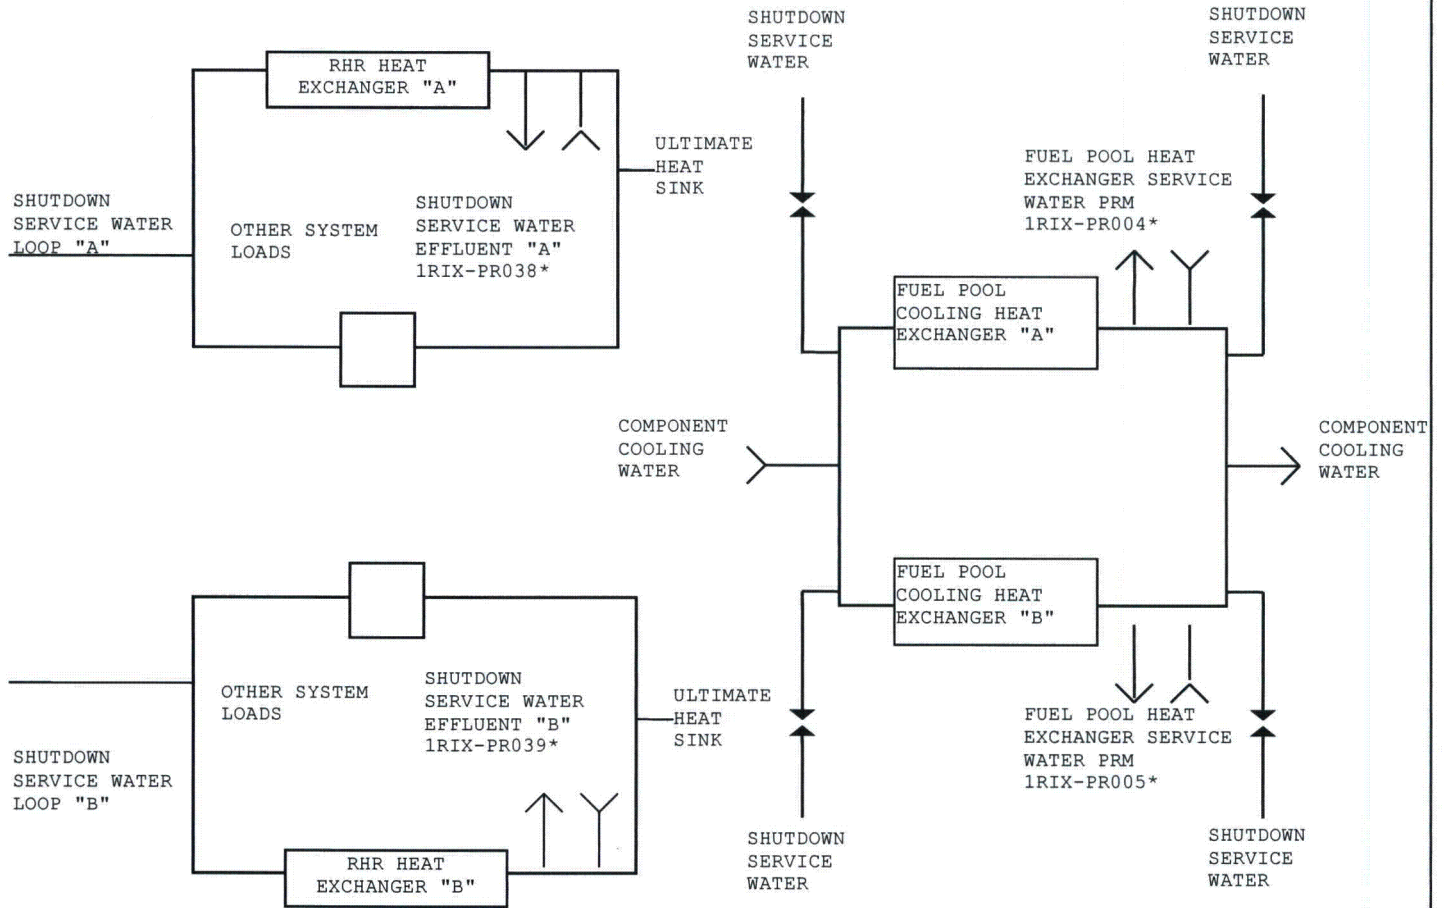 SHUTDOWN
SERVICE
WATER
SHUTDOWN
SERVICE
WATER
RHR HEAT
EXCHANGER "A"
ULTIMATE
HEAT
SINK
FUEL POOL HEAT
EXCHANGER SERVICE
WATER PRM
1RIX-PR004*
SHUTDOWN
SERVICE WATER
LOOP "A"
OTHER SYSTEM
LOADS
SHUTDOWN
SERVICE WATER
EFFLUENT "A"
1RIX-PR038*
FUEL POOL
COOLING HEAT
EXCHANGER "A"
COMPONENT
COOLING
WATER
COMPONENT
COOLING
WATER
FUEL POOL
COOLING HEAT
EXCHANGER "B"
OTHER SYSTEM
LOADS
SHUTDOWN
SERVICE WATER
EFFLUENT "B"
1RIX-PR039*
ULTIMATE
HEAT
SINK
FUEL POOL HEAT
EXCHANGER SERVICE
WATER PRM
1RIX-PR005*
SHUTDOWN
SERVICE WATER
LOOP "B"
RHR HEAT
EXCHANGER "B"
SHUTDOWN
SERVICE
WATER
SHUTDOWN
SERVICE
WATER